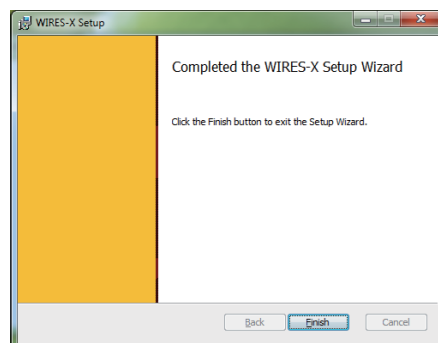 WIRES-X Setup
Completed the WIRES-X Setup Wizard
Click the Finish button to exit the Setup Wizard.
Back Finish Cancel